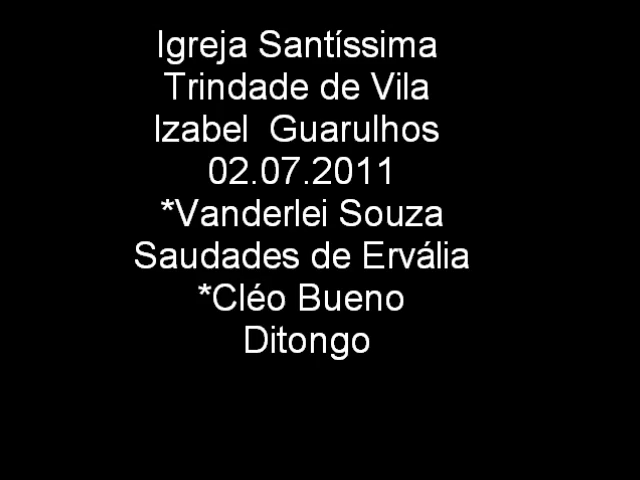 Igreja Santíssima
Trindade de Vila
Izabel  Guarulhos
02.07.2011
*Vanderlei Souza
Saudades de Ervália
*Cléo Bueno
Ditongo